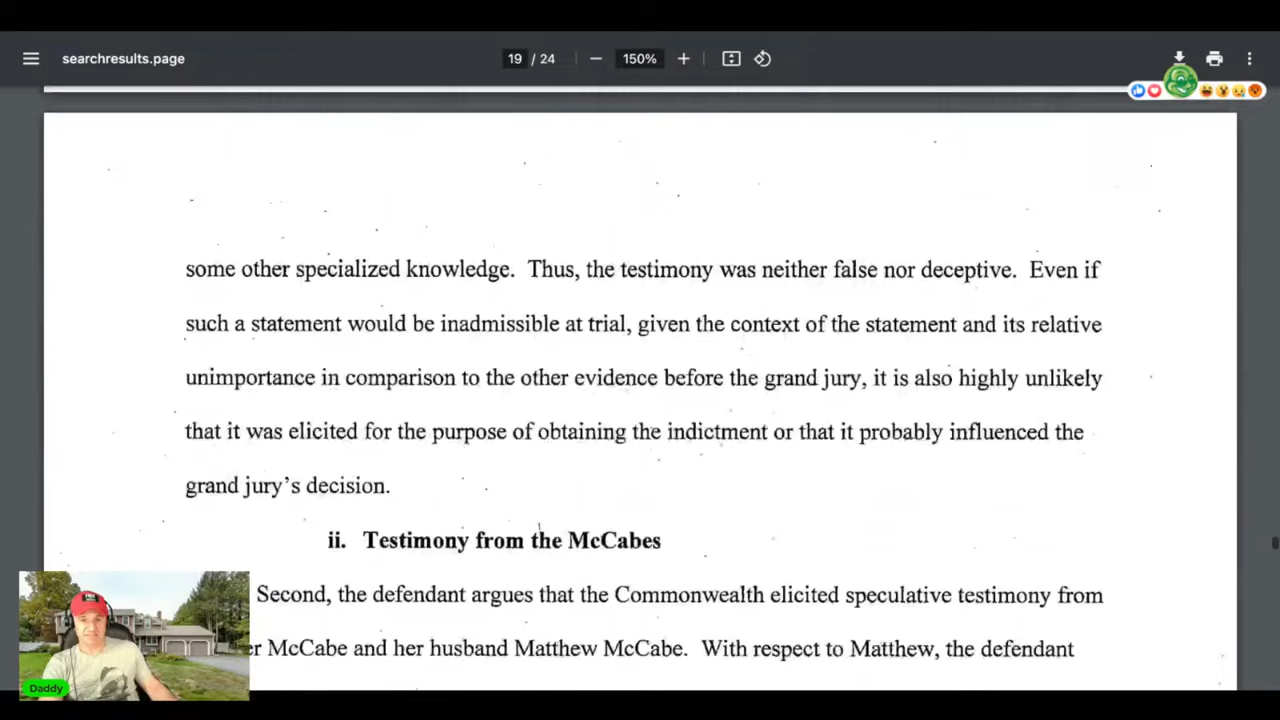 searchresults.page
19 / 24
150%
some other specialized knowledge. Thus, the testimony was neither false nor deceptive. Even if
such a statement would be inadmissible at trial, given the context of the statement and its relative
unimportance in comparison to the other evidence before the grand jury, it is also highly unlikely
that it was elicited for the purpose of obtaining the indictment or that it probably influenced the
grand jury's decision.
ii. Testimony from the McCabes
Second, the defendant argues that the Commonwealth elicited speculative testimony from
er McCabe and her husband Matthew McCabe. With respect to Matthew, the defendant
Daddy